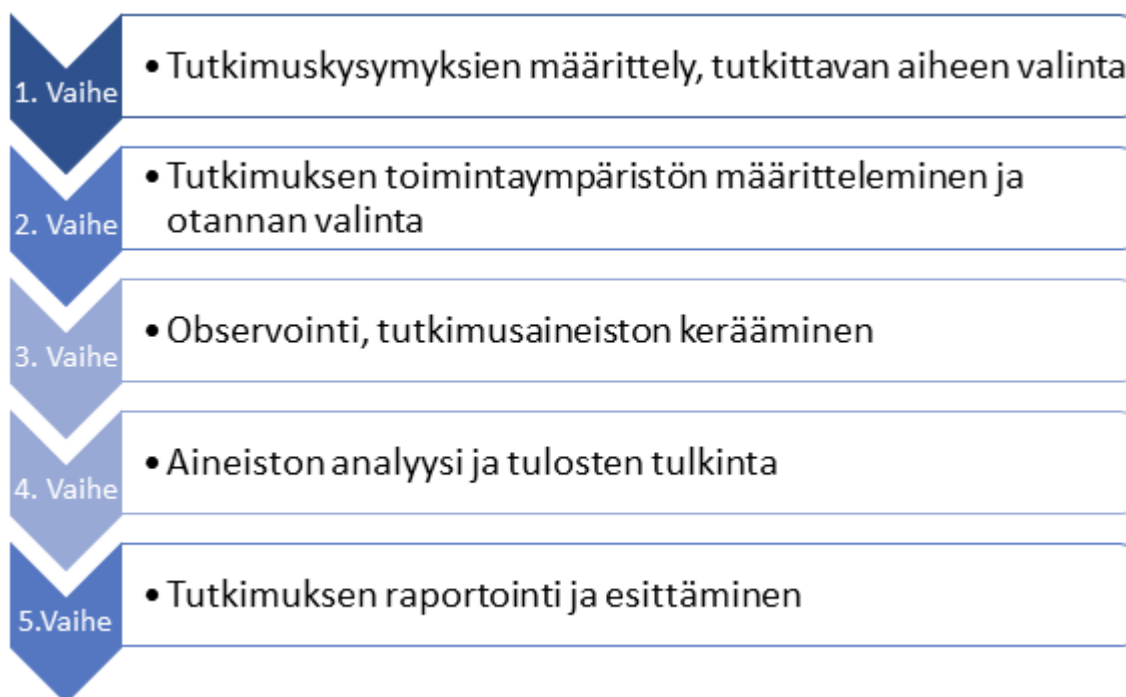 1. Vaihe
• Tutkimuskysymyksien määrittely, tutkittavan aiheen valinta
2. Vaihe
• Tutkimuksen toimintaympäristön määritteleminen ja
otannan valinta
3. Vaihe
• Observointi, tutkimusaineiston kerääminen
4. Vaihe
• Aineiston analyysi ja tulosten tulkinta
5.Vaihe
• Tutkimuksen raportointi ja esittäminen